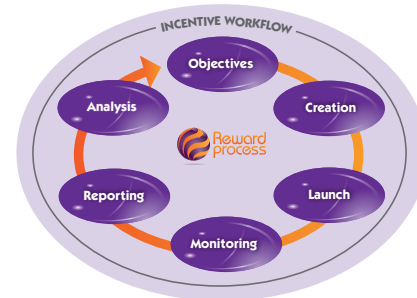 INCENTIVE WORKFLOW
Objectives
Creation
Launch
Monitoring
Reporting
Analysis
Reward
process